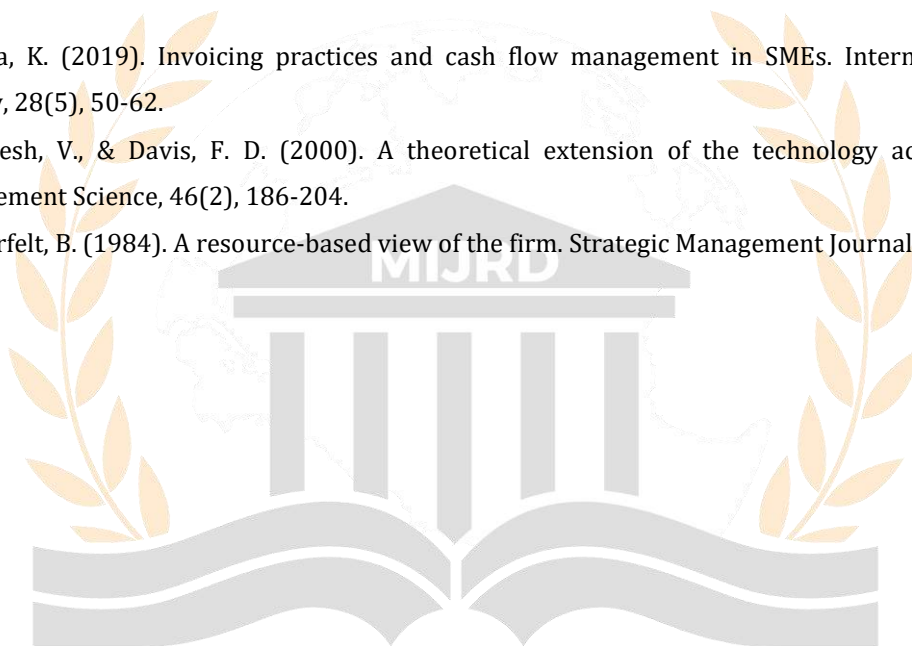 a, K. (2019). Invoicing practices and cash flow management in SMEs. Intern
, 28(5), 50-62.
esh, V., & Davis, F. D. (2000). A theoretical extension of the technology ac
ement Science, 46(2), 186-204.
rfelt, B. (1984). A resource-based view of the firm. Strategic Management Journal
MIJRD